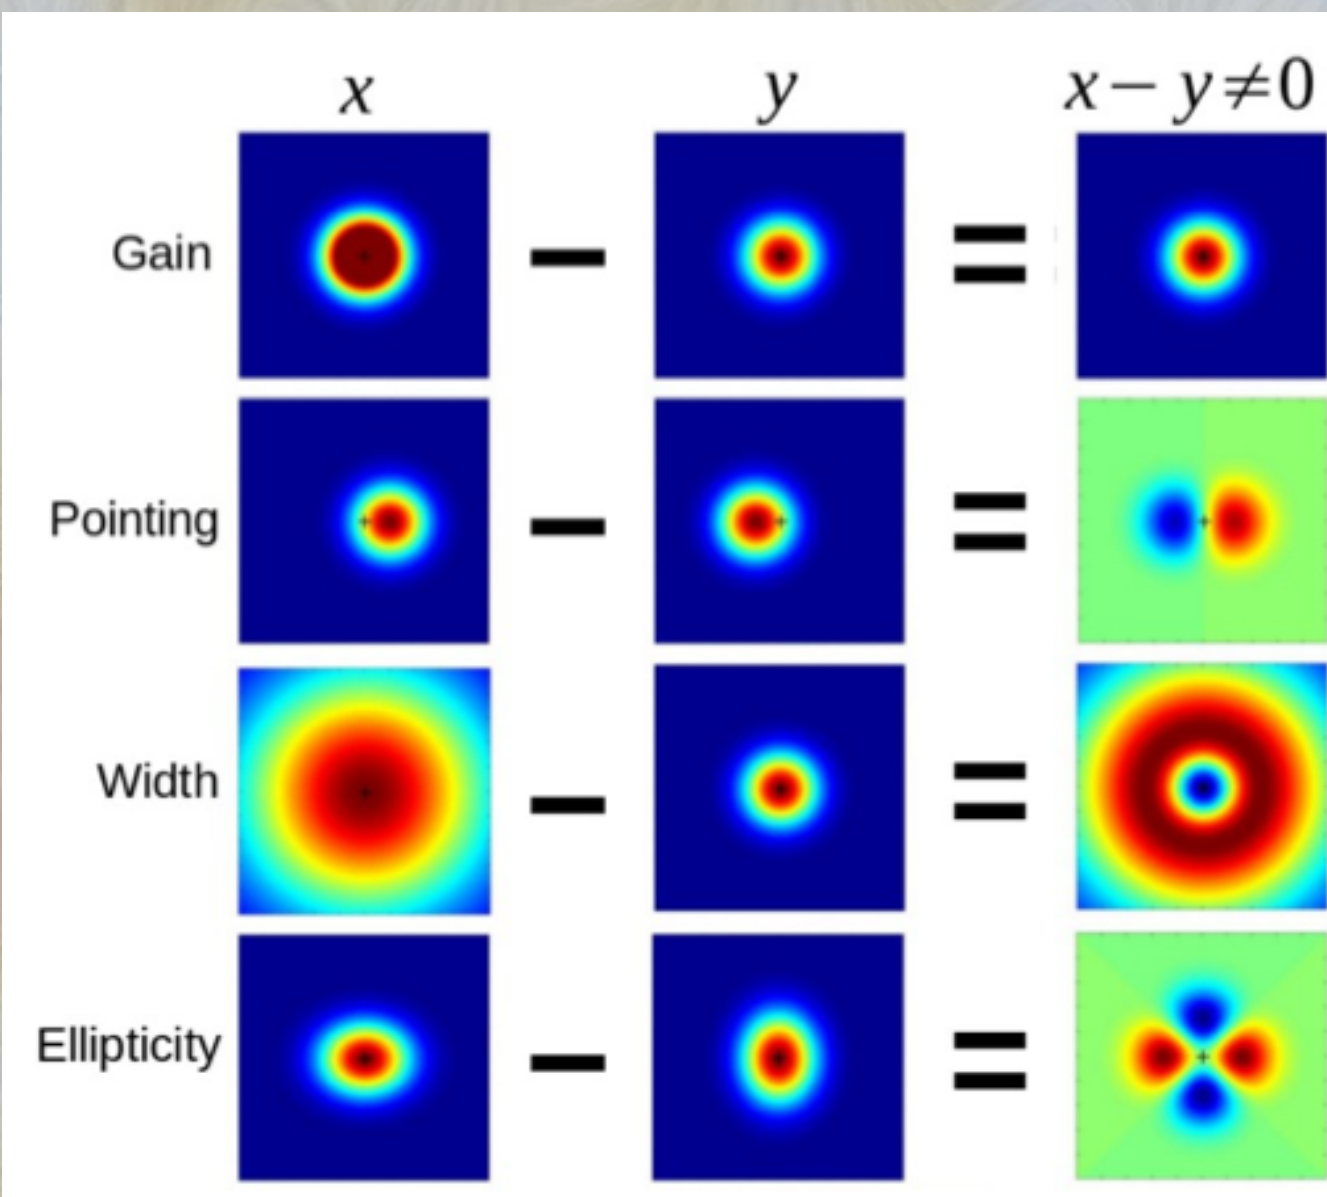 x y x − y ≠ 0
Gain
Pointing
Width
Ellipticity